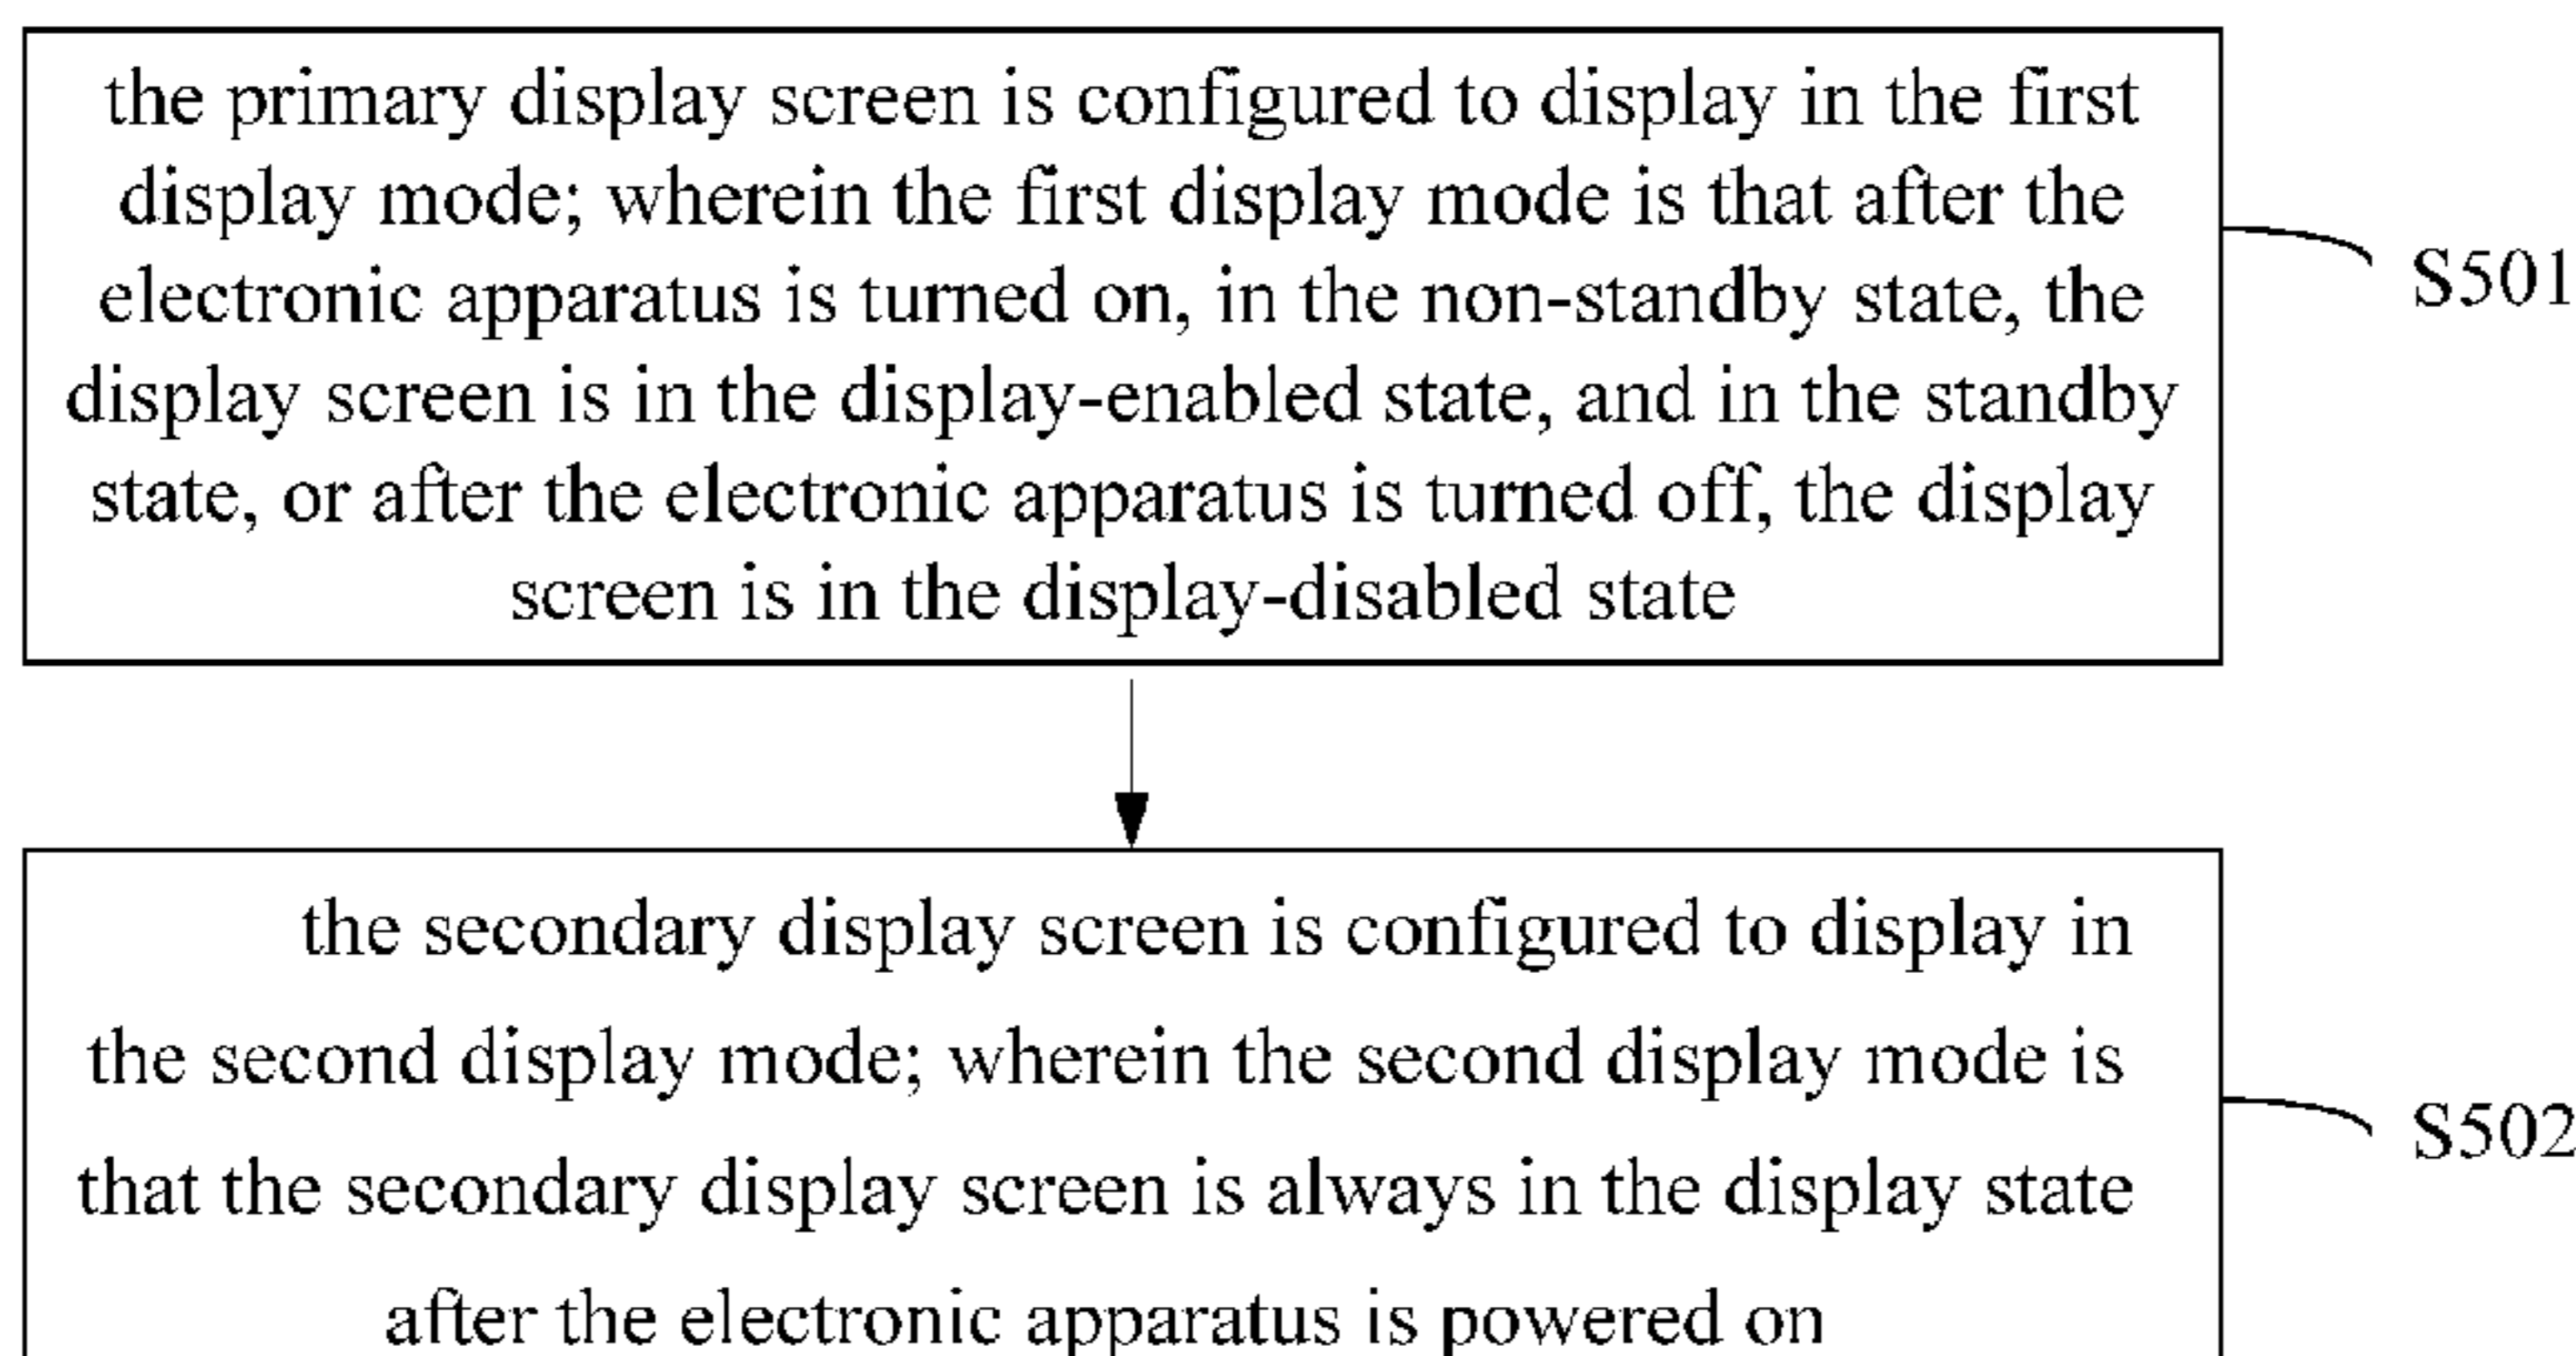 the primary display screen is configured to display in the first
display mode; wherein the first display mode is that after the
electronic apparatus is turned on, in the non-standby state, the
display screen is in the display-enabled state, and in the standby
state, or after the electronic apparatus is turned off, the display
screen is in the display-disabled state
S501
the secondary display screen is configured to display in
the second display mode; wherein the second display mode is
that the secondary display screen is always in the display state
after the electronic apparatus is powered on
S502